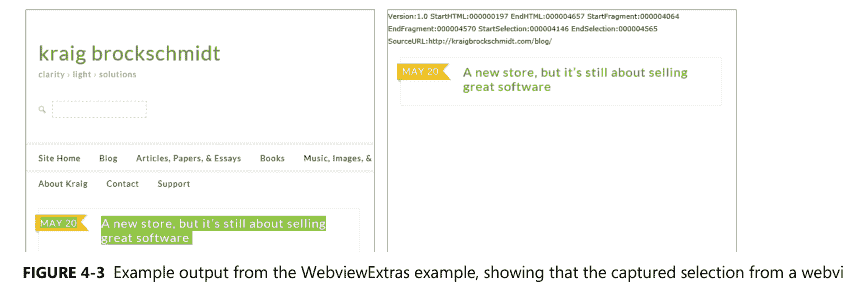 kraig brockschmidt
clarity › light › solutions
Site Home Blog Articles, Papers, & Essays Books Music, Images, &
About Kraig Contact Support
MAY 20
A new store, but it's still about selling
great software
Version:1.0 StartHTML:000000197 EndHTML:000004657 StartFragment:000004064
EndFragment:000004570 StartSelection:000004146 EndSelection:000004565
SourceURL:http://kraigbrockschmidt.com/blog/
MAY 20
A new store, but it's still about selling
great software
FIGURE 4-3 Example output from the WebviewExtras example, showing that the captured selection from a webvi